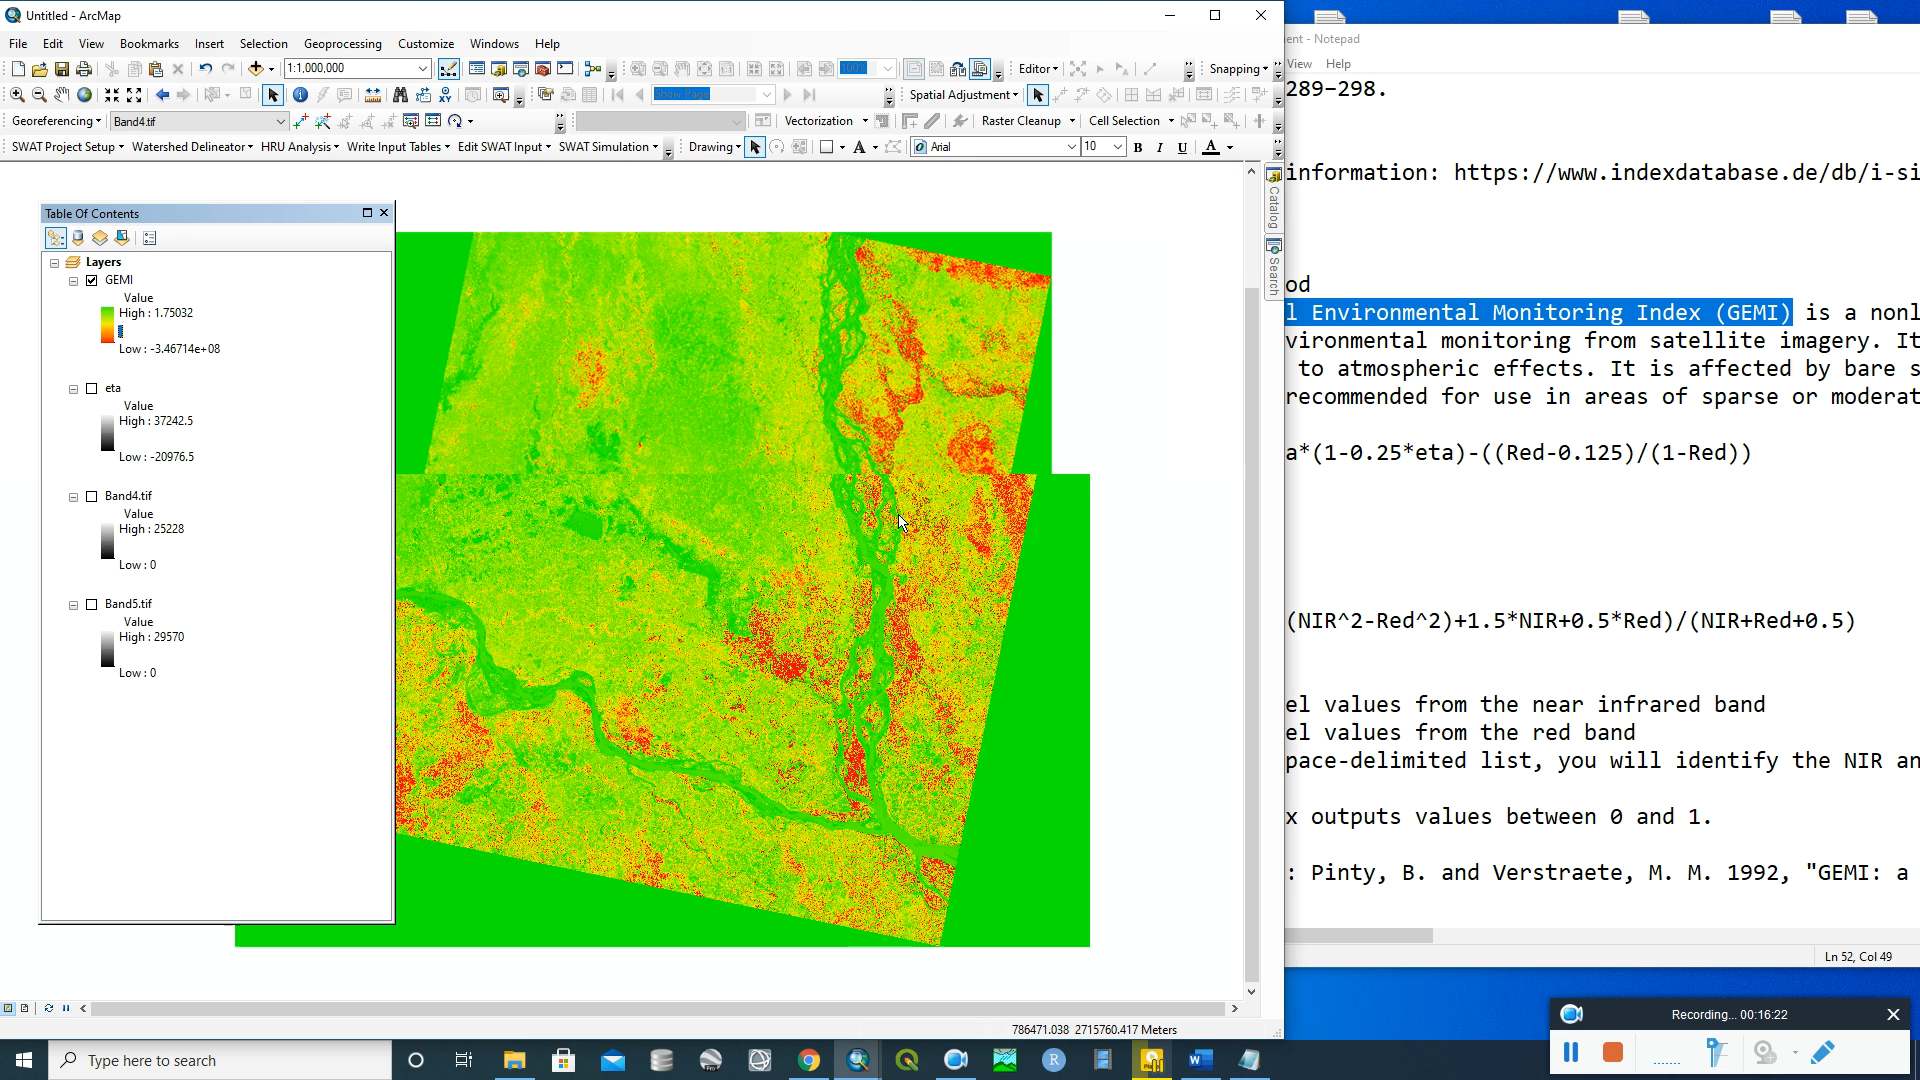 Untitled - ArcMap
File Edit View Bookmarks Insert Selection Geoprocessing Customize Windows Help
1:1,000,000
100%
Editor
Snapping
Show Page
Spatial Adjustment
Georeferencing
Band4.tif
Vectorization
Raster Cleanup
Cell Selection
SWAT Project Setup Watershed Delineator HRU Analysis Write Input Tables Edit SWAT Input SWAT Simulation
Drawing
A
Arial
10
B I U A
Table Of Contents
Layers
GEMI
Value
High : 1.75032
Low : -3.46714e+08
eta
Value
High : 37242.5
Low : -20976.5
Band4.tif
Value
High : 25228
Low : 0
Band5.tif
Value
High : 29570
Low : 0
Catalog
Search
786471.038 2715760.417 Meters
ent - Notepad
View Help
289–298.
information: https://www.indexdatabase.de/db/i-si
od
l Environmental Monitoring Index (GEMI) is a nonl
vironmental monitoring from satellite imagery. It
to atmospheric effects. It is affected by bare s
recommended for use in areas of sparse or moderat
a*(1-0.25*eta)-((Red-0.125)/(1-Red))
(NIR^2-Red^2)+1.5*NIR+0.5*Red)/(NIR+Red+0.5)
el values from the near infrared band
el values from the red band
pace-delimited list, you will identify the NIR an
x outputs values between 0 and 1.
: Pinty, B. and Verstraete, M. M. 1992, "GEMI: a
Ln 52, Col 49
Recording... 00:16:22
Type here to search